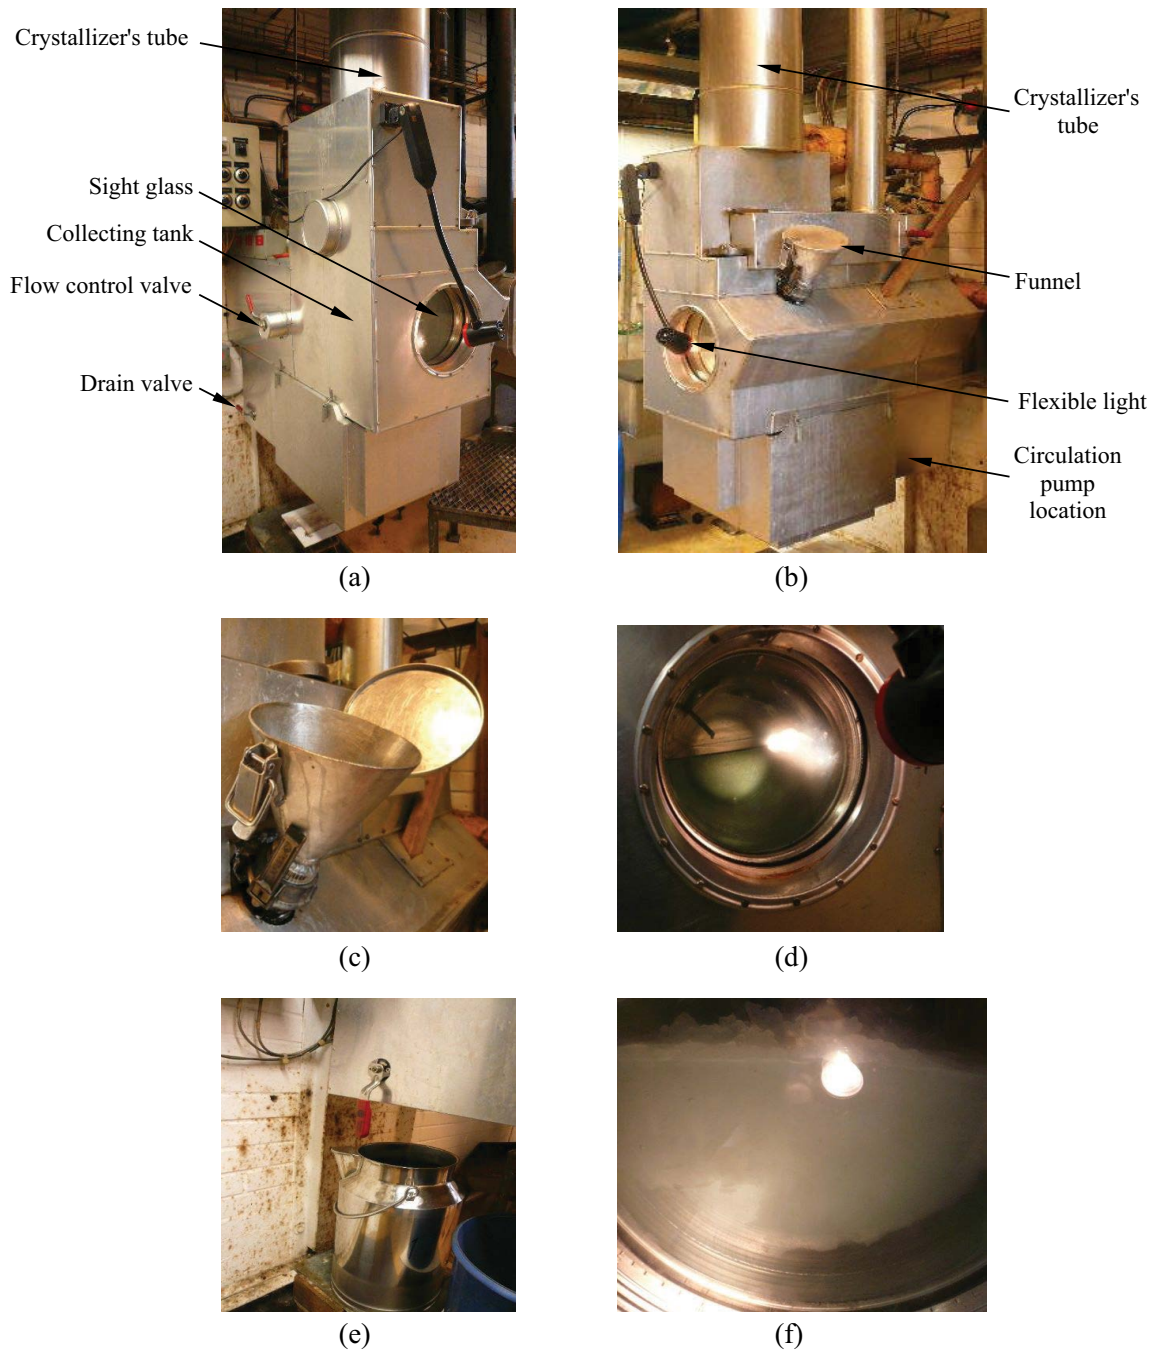 Crystallizer's tube
Sight glass
Collecting tank
Flow control valve
Drain valve
Crystallizer's
tube
Funnel
Flexible light
Circulation
pump
location
(a)
(b)
(c)
(d)
(e)
(f)